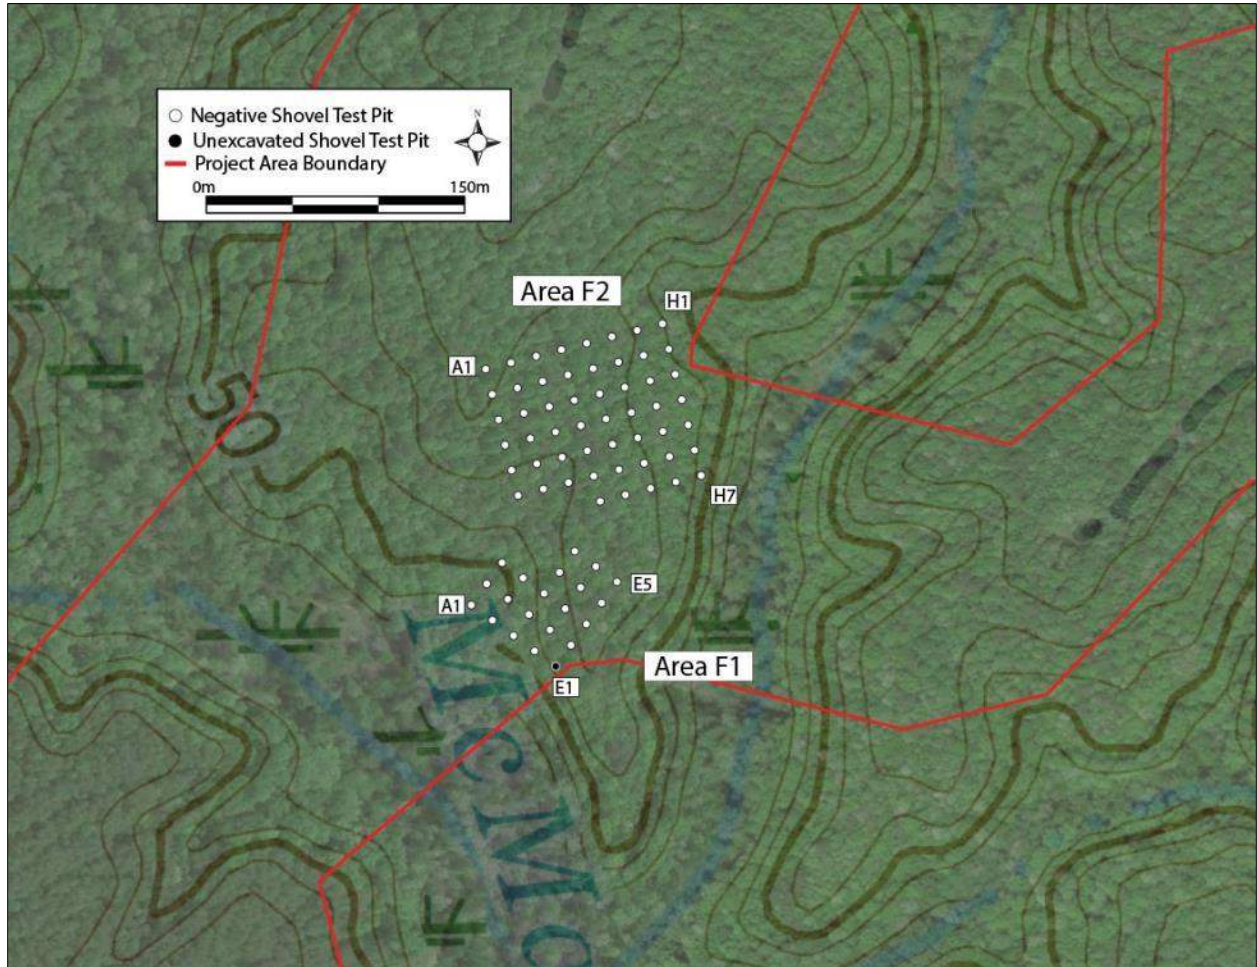 N
Negative Shovel Test Pit
Unexcavated Shovel Test Pit
Project Area Boundary
0m 150m
Area F2
H1
A1
50
H7
E5
A1
McMo
Area F1
E1